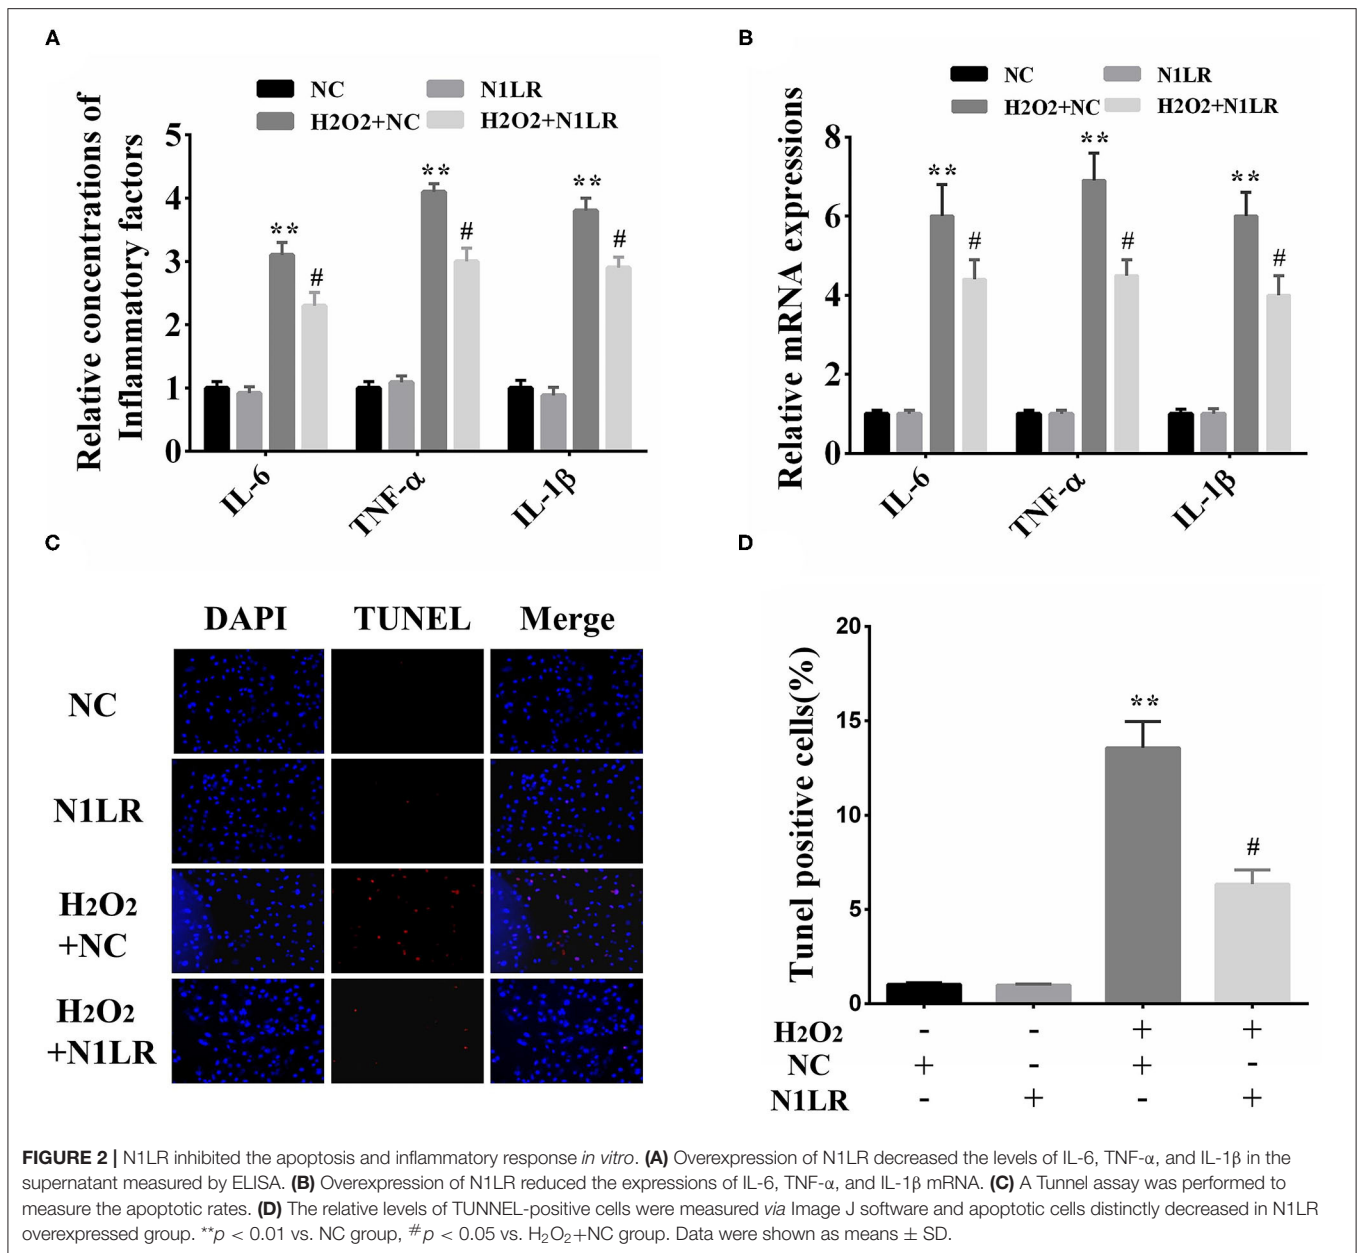 A
NC
N1LR
H2O2+NC
H2O2+N1LR
Relative concentrations of
Inflammatory factors
5
4
3
2
1
0
**
#
**
#
**
#
IL-6
TNF-α
IL-1β
B
NC
N1LR
H2O2+NC
H2O2+N1LR
Relative mRNA expressions
8
6
4
2
0
**
#
**
#
**
#
IL-6
TNF-α
IL-1β
C
DAPI TUNEL Merge
NC
N1LR
H2O2
+NC
H2O2
+N1LR
D
Tunel positive cells(%)
20
15
10
5
0
**
#
H2O2 - - + +
NC + - + -
N1LR - + - +
FIGURE 2 | N1LR inhibited the apoptosis and inflammatory response in vitro. (A) Overexpression of N1LR decreased the levels of IL-6, TNF-α, and IL-1β in the
supernatant measured by ELISA. (B) Overexpression of N1LR reduced the expressions of IL-6, TNF-α, and IL-1β mRNA. (C) A Tunnel assay was performed to
measure the apoptotic rates. (D) The relative levels of TUNNEL-positive cells were measured via Image J software and apoptotic cells distinctly decreased in N1LR
overexpressed group. **p < 0.01 vs. NC group, #p < 0.05 vs. H₂O₂+NC group. Data were shown as means ± SD.